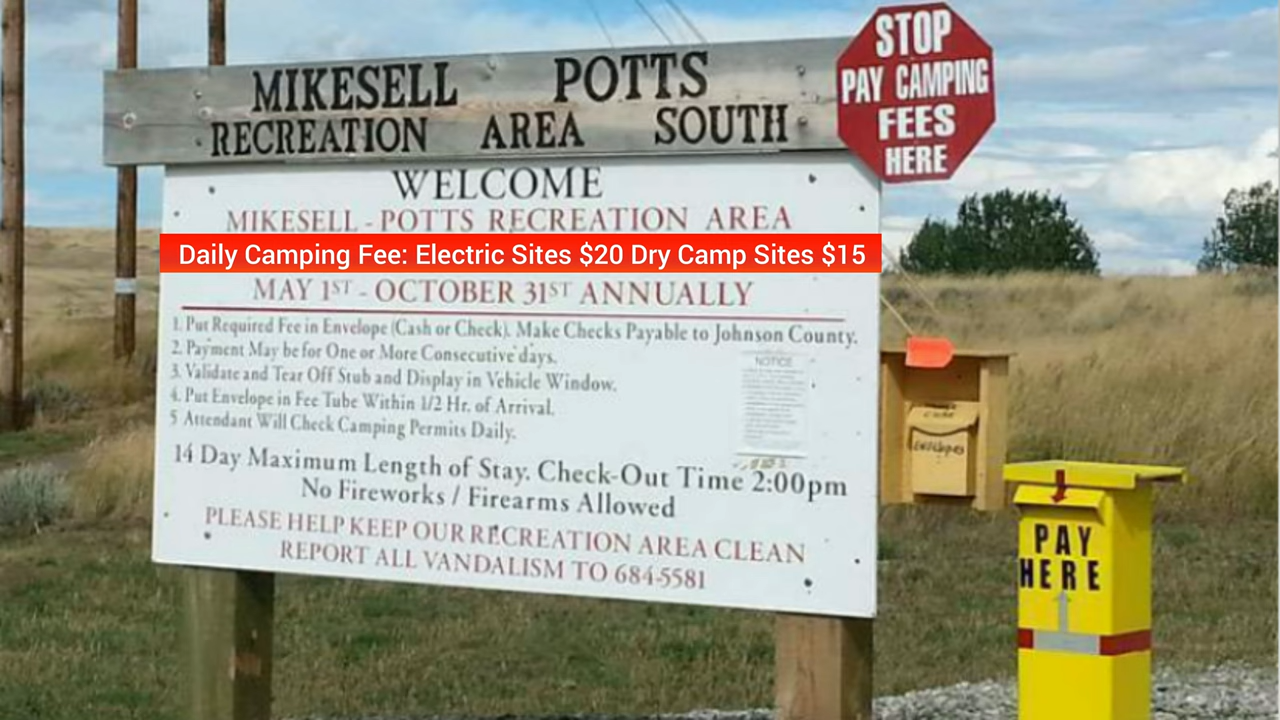 MIKESELL POTTS
RECREATION AREA SOUTH
STOP
PAY CAMPING
FEES
HERE
WELCOME
MIKESELL - POTTS RECREATION AREA
Daily Camping Fee: Electric Sites $20 Dry Camp Sites $15
MAY 1ST - OCTOBER 31ST ANNUALLY
1. Put Required Fee in Envelope (Cash or Check). Make Checks Payable to Johnson County.
2. Payment May be for One or More Consecutive days.
3. Validate and Tear Off Stub and Display in Vehicle Window.
4. Put Envelope in Fee Tube Within 1/2 Hr. of Arrival.
5 Attendant Will Check Camping Permits Daily.
NOTICE
14 Day Maximum Length of Stay. Check-Out Time 2:00pm
No Fireworks / Firearms Allowed
PLEASE HELP KEEP OUR RECREATION AREA CLEAN
REPORT ALL VANDALISM TO 684-5581
Envelopes
PAY
HERE